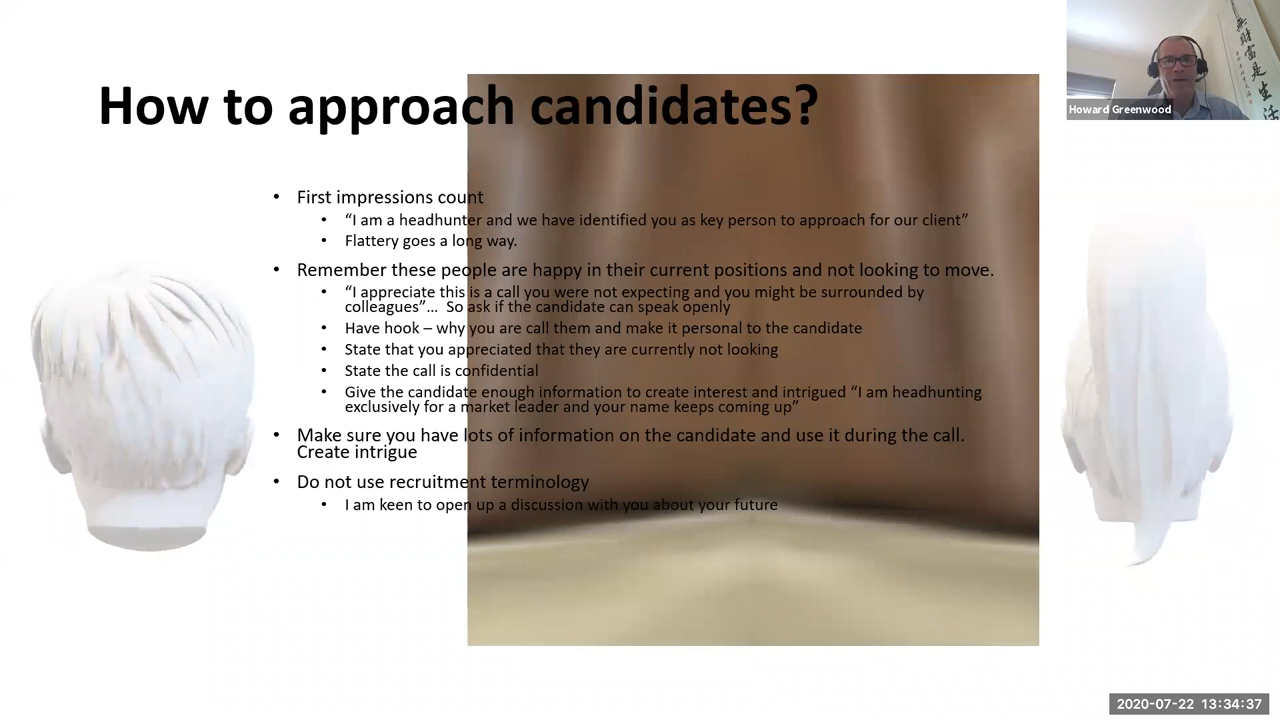 How to approach candidates?
• First impressions count
• “I am a headhunter and we have identified you as key person to approach for our client”
• Flattery goes a long way.
• Remember these people are happy in their current positions and not looking to move.
• “I appreciate this is a call you were not expecting and you might be surrounded by
colleagues”… So ask if the candidate can speak openly
• Have hook – why you are call them and make it personal to the candidate
• State that you appreciated that they are currently not looking
• State the call is confidential
• Give the candidate enough information to create interest and intrigued “I am headhunting
exclusively for a market leader and your name keeps coming up”
• Make sure you have lots of information on the candidate and use it during the call.
Create intrigue
• Do not use recruitment terminology
• I am keen to open up a discussion with you about your future
財富是生活
Howard Greenwood
2020-07-22 13:34:37